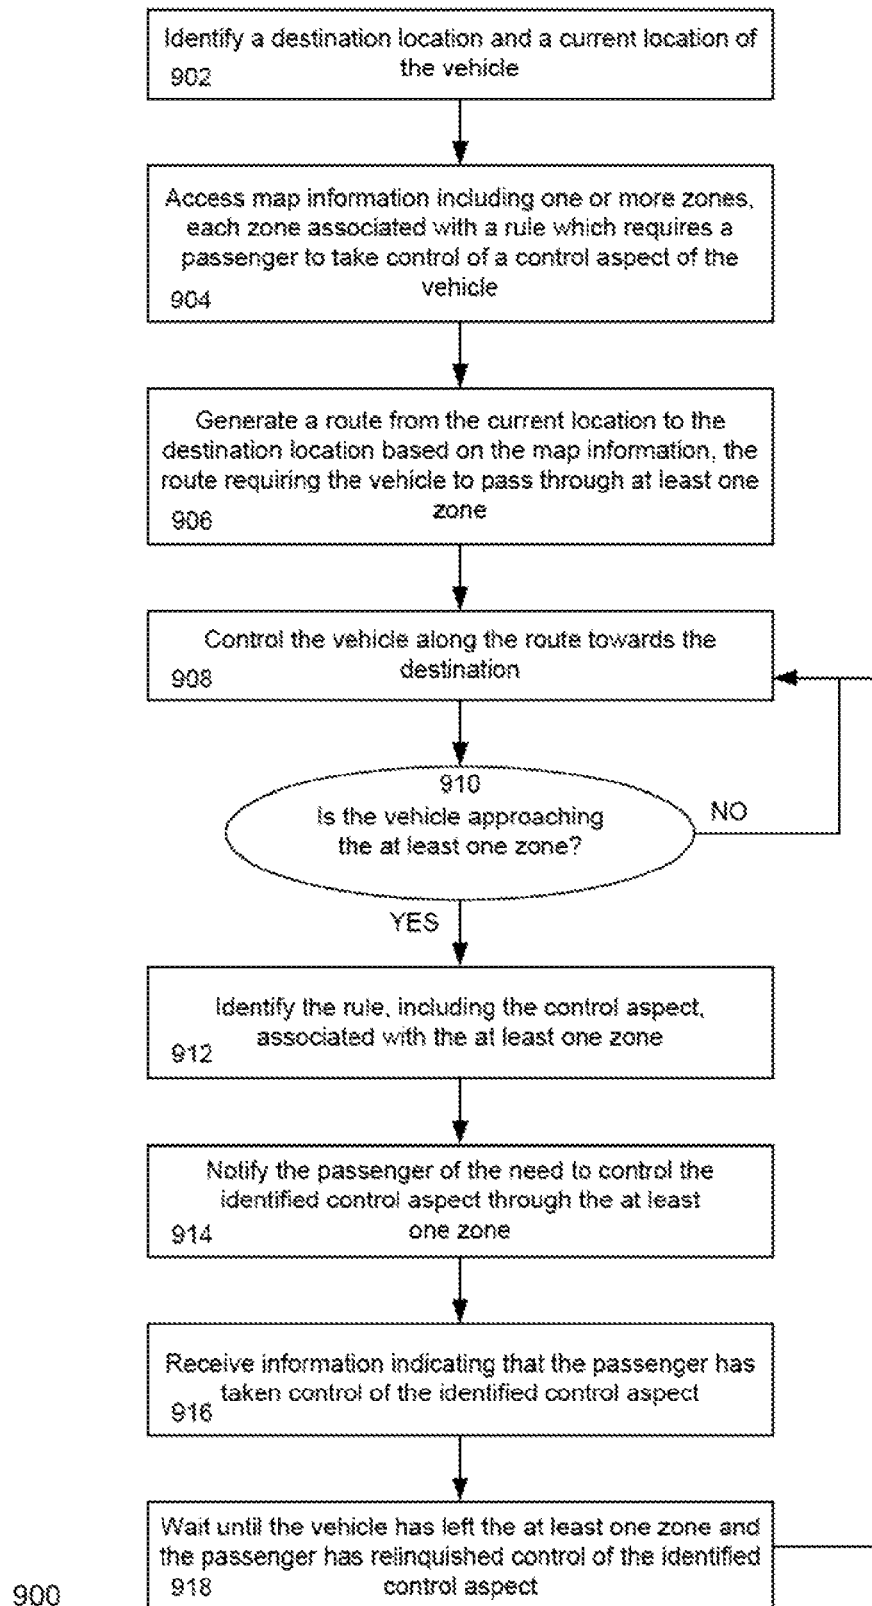 Identify a destination location and a current location of
the vehicle
902
Access map information including one or more zones,
each zone associated with a rule which requires a
passenger to take control of a control aspect of the
vehicle
904
Generate a route from the current location to the
destination location based on the map information, the
route requiring the vehicle to pass through at least one
zone
906
Control the vehicle along the route towards the
destination
908
910
Is the vehicle approaching
the at least one zone?
NO
YES
Identify the rule, including the control aspect,
associated with the at least one zone
912
Notify the passenger of the need to control the
identified control aspect through the at least
one zone
914
Receive information indicating that the passenger has
taken control of the identified control aspect
916
Wait until the vehicle has left the at least one zone and
the passenger has relinquished control of the identified
control aspect
918
900